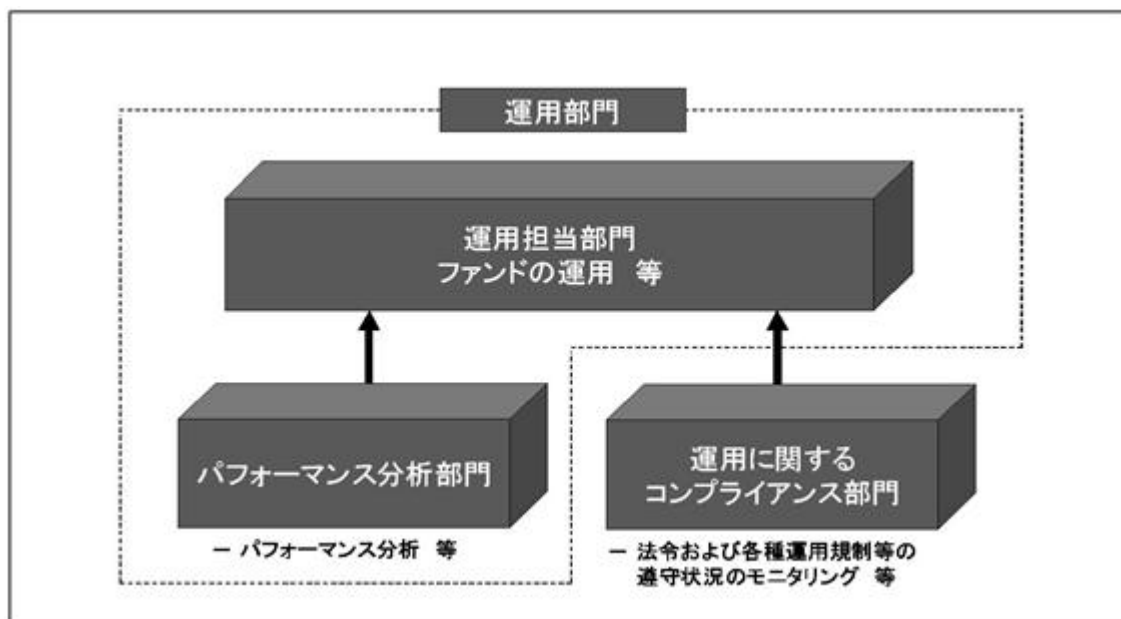 運用部門
運用担当部門
ファンドの運用　等
パフォーマンス分析部門
－ パフォーマンス分析　等
運用に関する
コンプライアンス部門
－ 法令および各種運用規制等の
遵守状況のモニタリング　等